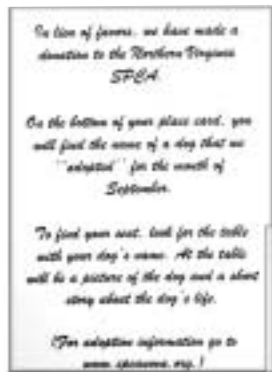 In lieu of favors, we have made a
donation to the Northern Virginia
SPCA.
On the bottom of your place card, you
will find the name of a dog that we
"adopted" for the month of
September.
To find your seat, look for the table
with your dog's name. At the table
will be a picture of the dog and a short
story about the dog's life.
(For adoption information go to
www.spcanova.org.)